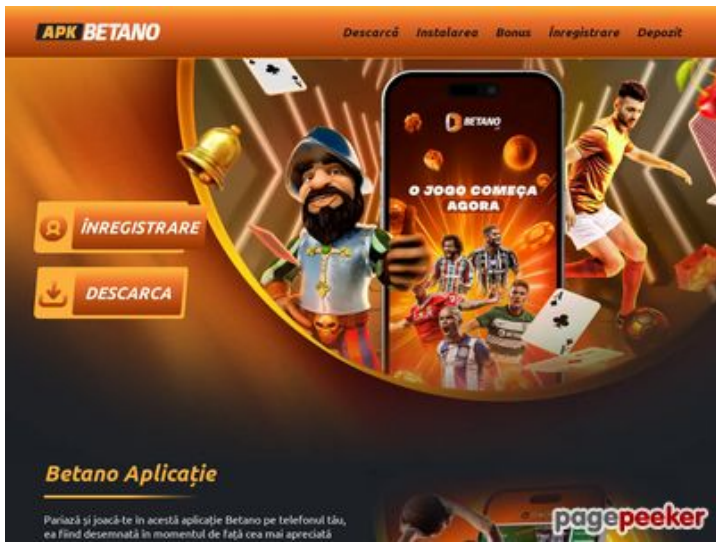 APK BETANO
Descarcă Instalarea Bonus Înregistrare Depozit
BETANO
O JOGO COMEÇA
AGORA
ÎNREGISTRARE
DESCARCA
A
Betano Aplicație
Pariază și joacă-te în acestă aplicație Betano pe telefonul tău,
ea fiind desemnată în momentul de față cea mai apreciată
pagepeeker